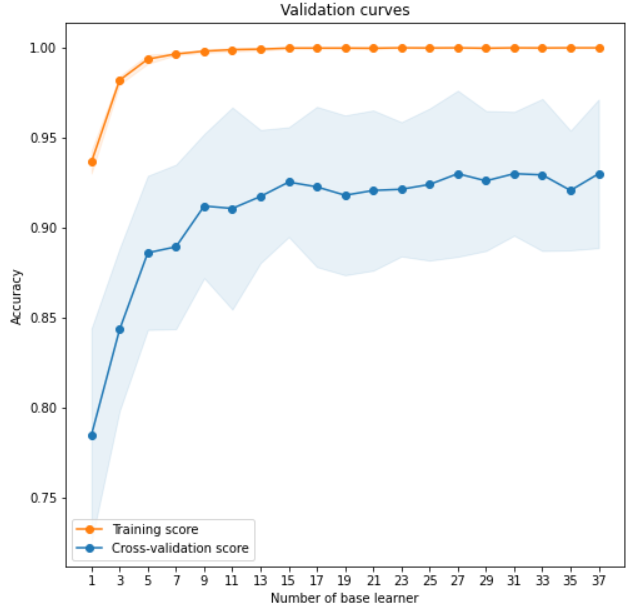 Validation curves
1.00
0.95
0.90
0.85
0.80
0.75
Accuracy
Training score
Cross-validation score
1 3 5 7 9 11 13 15 17 19 21 23 25 27 29 31 33 35 37
Number of base learner